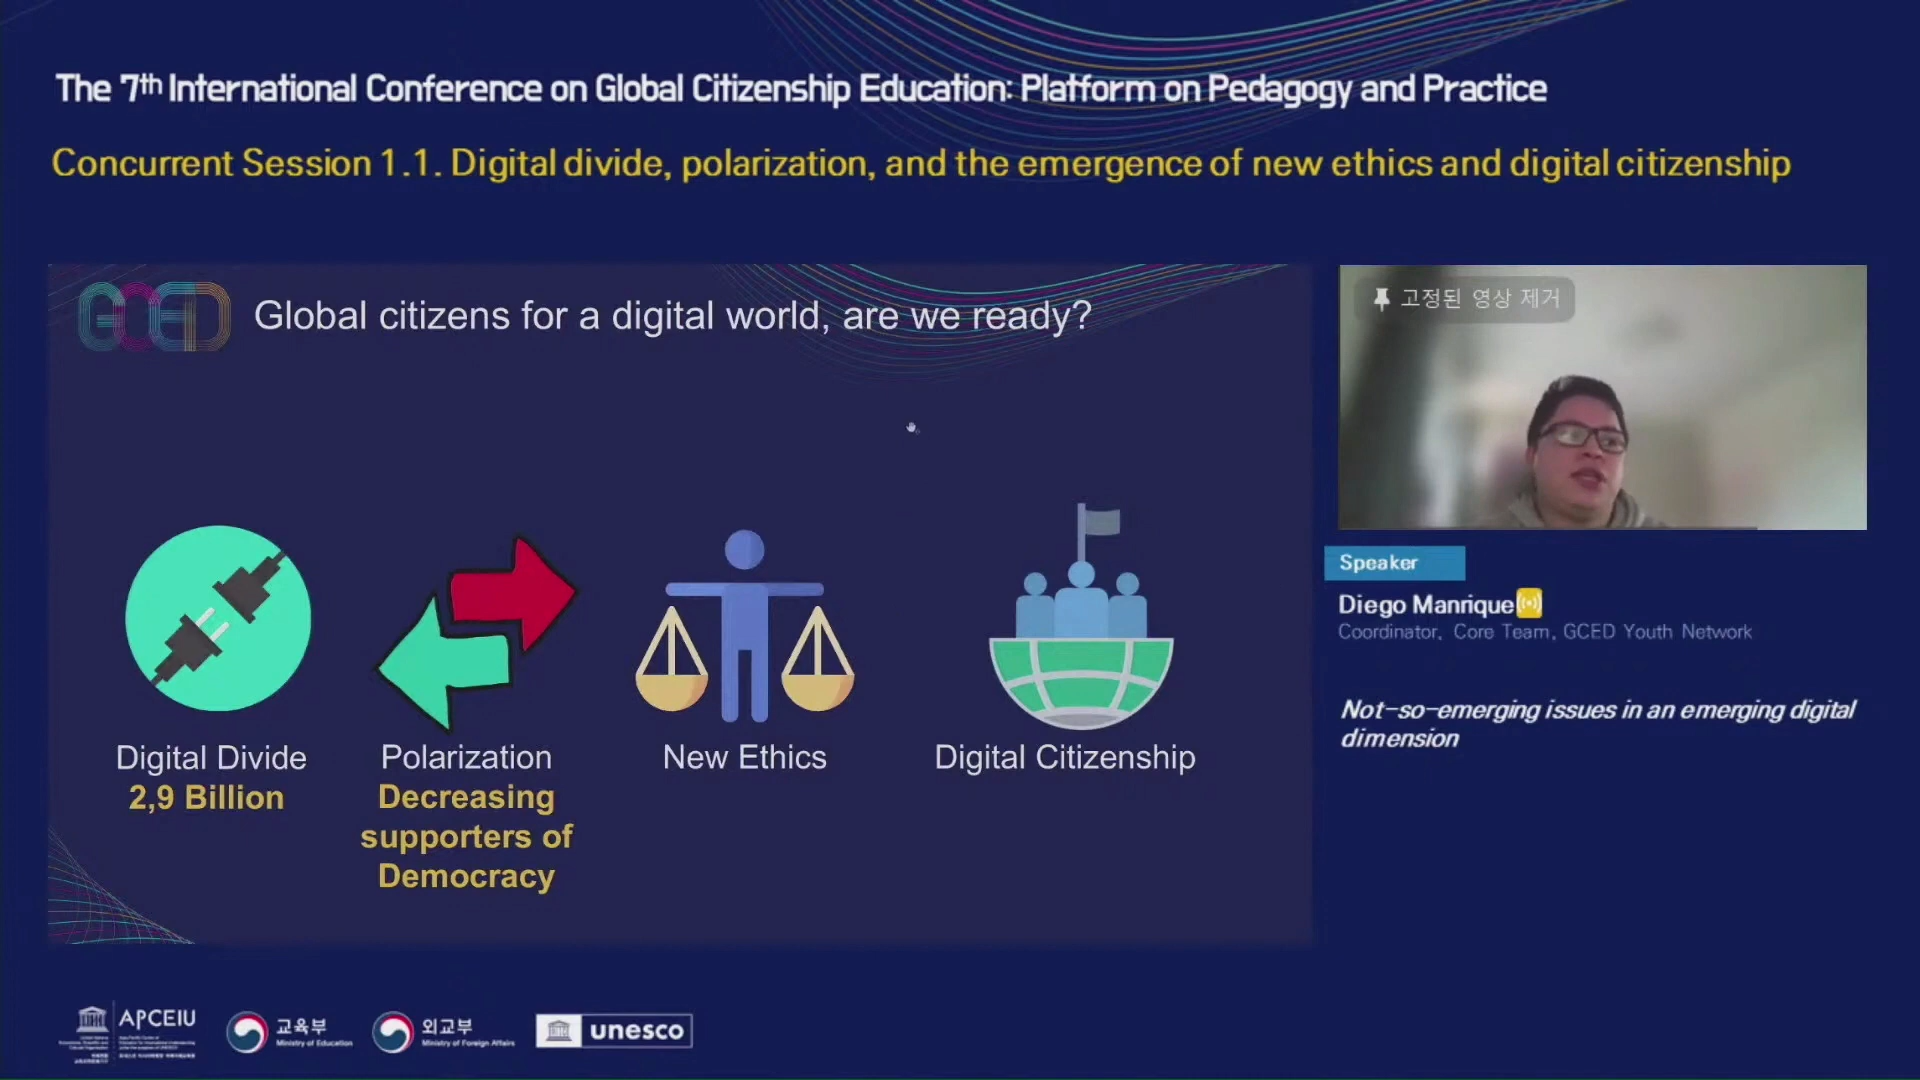 The 7th International Conference on Global Citizenship Education: Platform on Pedagogy and Practice
Concurrent Session 1.1. Digital divide, polarization, and the emergence of new ethics and digital citizenship
GCED
Global citizens for a digital world, are we ready?
Digital Divide
2,9 Billion
Polarization
Decreasing
supporters of
Democracy
New Ethics
Digital Citizenship
고정된 영상 제거
Speaker
Diego Manrique
Coordinator, Core Team, GCED Youth Network
Not-so-emerging issues in an emerging digital
dimension
APCEIU
교육부
Ministry of Education
외교부
Ministry of Foreign Affairs
unesco